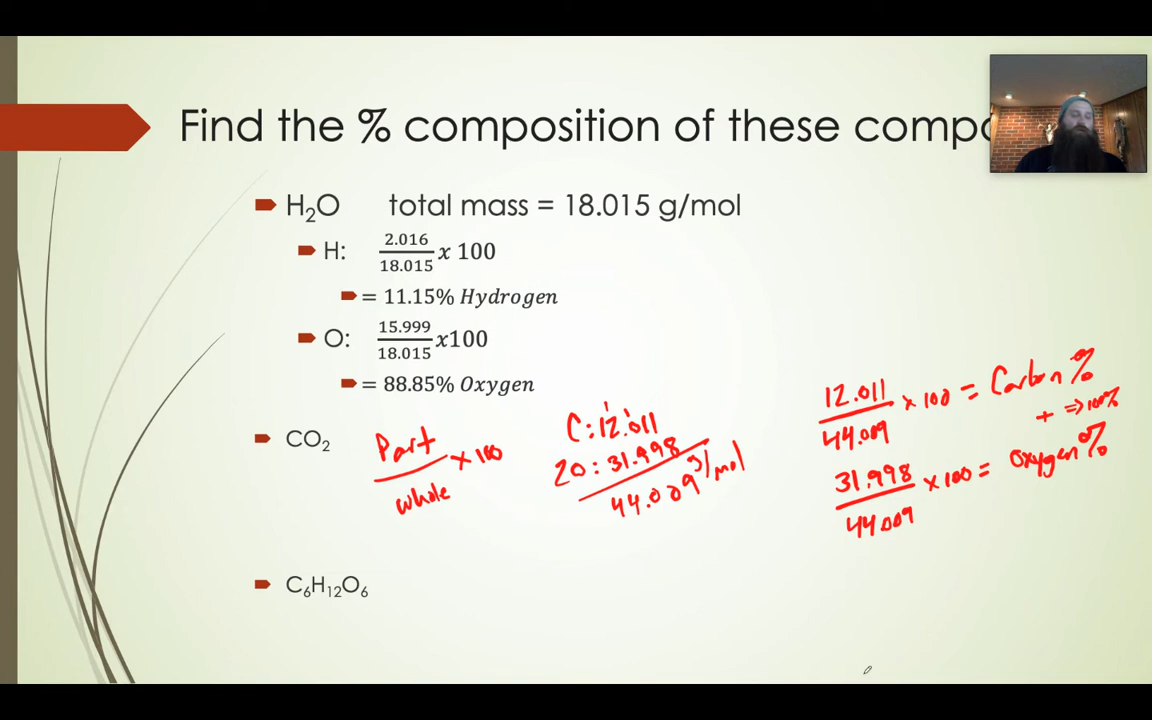 Find the % composition of these compo
H₂O total mass = 18.015 g/mol
H: 2.016/18.015 x 100
= 11.15% Hydrogen
O: 15.999/18.015 x100
= 88.85% Oxygen
CO₂
Part/whole x 100
C: 12.011
2O: 31.998
44.009 g/mol
12.011/44.009 x 100 = Carbon %
+ => 100%
31.998/44.009 x 100 = Oxygen %
C₆H₁₂O₆